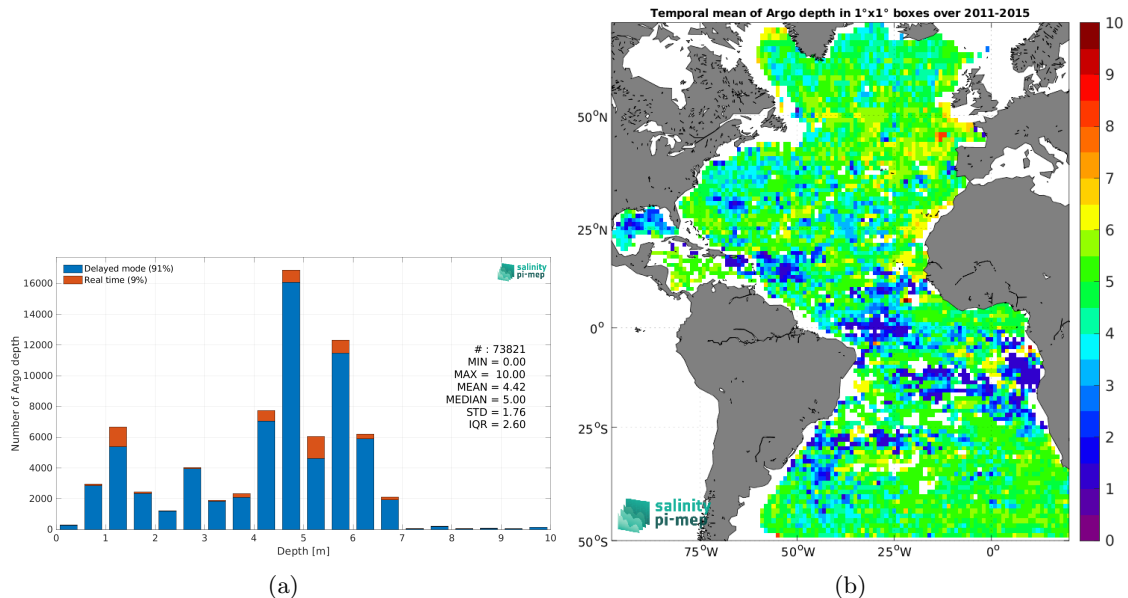 Temporal mean of Argo depth in 1°x1° boxes over 2011-2015
Delayed mode (91%)
Real time (9%)
salinity
pi-mep
# : 73821
MIN = 0.00
MAX = 10.00
MEAN = 4.42
MEDIAN = 5.00
STD = 1.76
IQR = 2.60
Number of Argo depth
16000
14000
12000
10000
8000
6000
4000
2000
0
0 1 2 3 4 5 6 7 8 9 10
Depth [m]
(a)
50°N
25°N
0°
25°S
50°S
75°W 50°W 25°W 0°
salinity
pi-mep
10
9
8
7
6
5
4
3
2
1
0
(b)